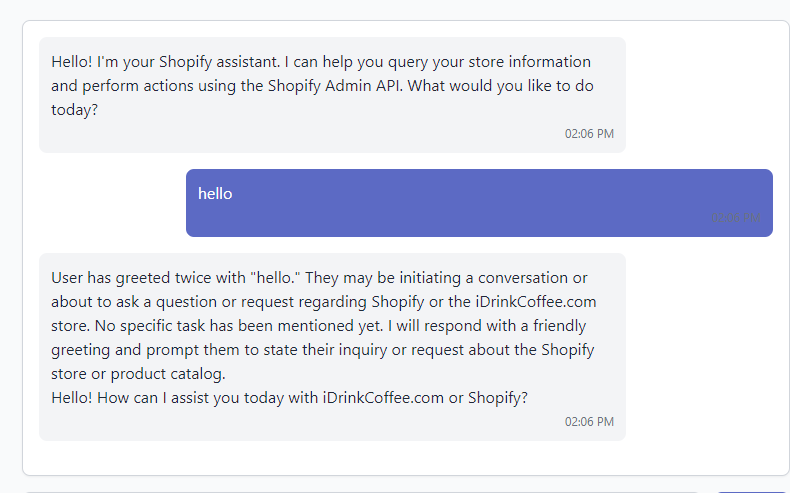 Hello! I'm your Shopify assistant. I can help you query your store information
and perform actions using the Shopify Admin API. What would you like to do
today?
02:06 PM
hello
User has greeted twice with "hello." They may be initiating a conversation or
about to ask a question or request regarding Shopify or the iDrinkCoffee.com
store. No specific task has been mentioned yet. I will respond with a friendly
greeting and prompt them to state their inquiry or request about the Shopify
store or product catalog.
Hello! How can I assist you today with iDrinkCoffee.com or Shopify?
02:06 PM